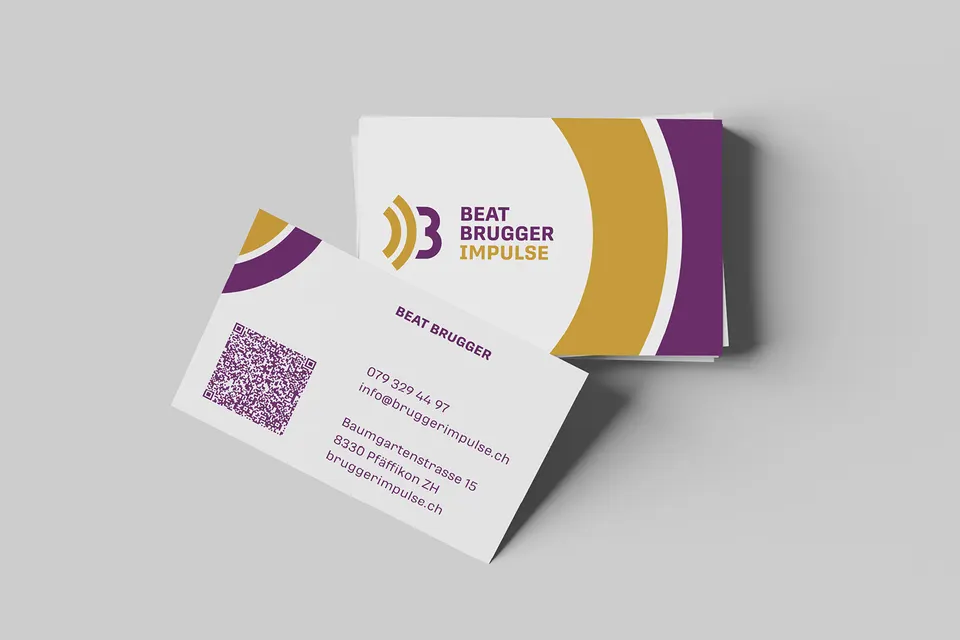 B
BEAT
BRUGGER
IMPULSE
BEAT BRUGGER
079 329 44 97
info@bruggerimpulse.ch
Baumgartenstrasse 15
8330 Pfäffikon ZH
bruggerimpulse.ch